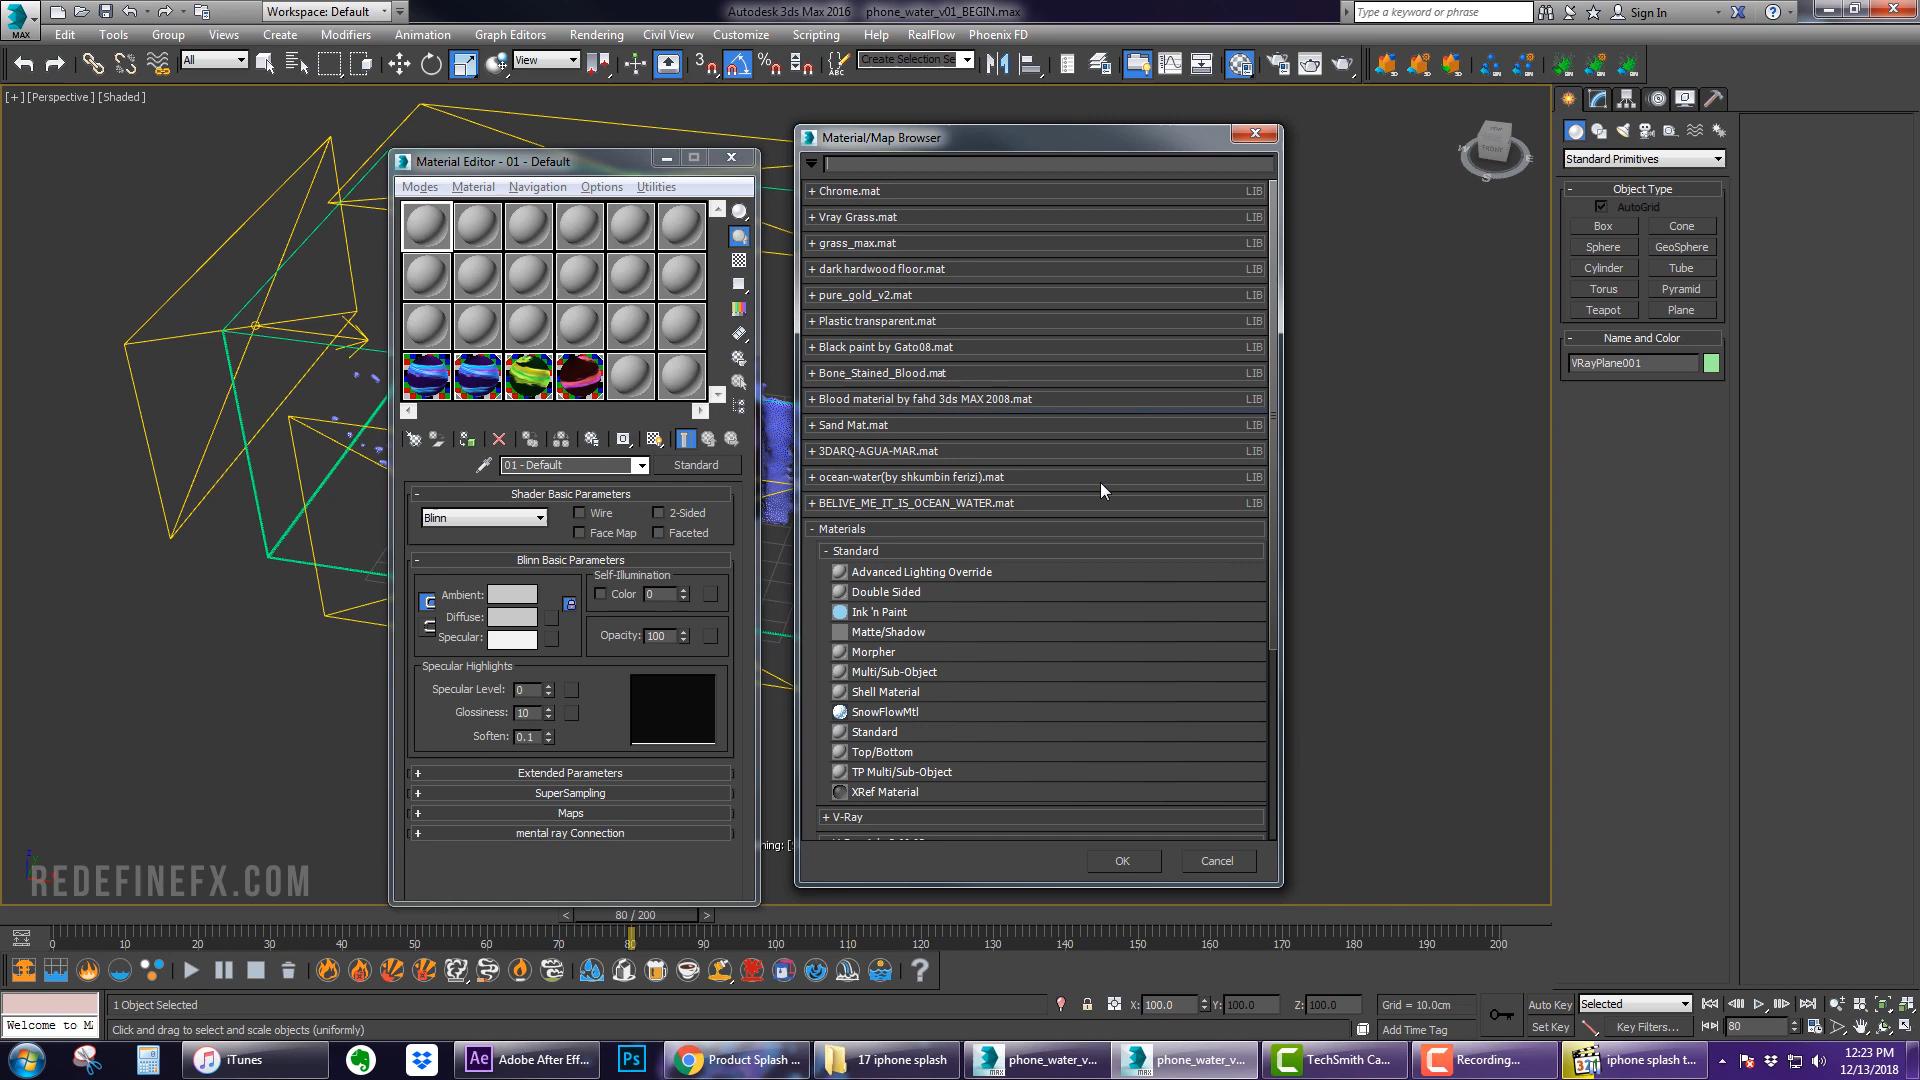 Workspace: Default
Autodesk 3ds Max 2016 phone_water_v01_BEGIN.max
Type a keyword or phrase
Sign In
MAX
Edit Tools Group Views Create Modifiers Animation Graph Editors Rendering Civil View Customize Scripting Help RealFlow Phoenix FD
All
View
Create Selection Se
[+] [Perspective] [Shaded]
Material Editor - 01 - Default
Modes Material Navigation Options Utilities
01 - Default
Standard
- Shader Basic Parameters
Blinn
Wire
2-Sided
Face Map
Faceted
- Blinn Basic Parameters
Self-Illumination
Ambient:
Color 0
Diffuse:
Specular:
Opacity: 100
Specular Highlights
Specular Level: 0
Glossiness: 10
Soften: 0.1
+ Extended Parameters
+ SuperSampling
+ Maps
+ mental ray Connection
Material/Map Browser
+ Chrome.mat LIB
+ Vray Grass.mat LIB
+ grass_max.mat LIB
+ dark hardwood floor.mat LIB
+ pure_gold_v2.mat LIB
+ Plastic transparent.mat LIB
+ Black paint by Gato08.mat LIB
+ Bone_Stained_Blood.mat LIB
+ Blood material by fahd 3ds MAX 2008.mat LIB
+ Sand Mat.mat LIB
+ 3DARQ-AGUA-MAR.mat LIB
+ ocean-water(by shkumbin ferizi).mat LIB
+ BELIVE_ME_IT_IS_OCEAN_WATER.mat LIB
- Materials
- Standard
Advanced Lighting Override
Double Sided
Ink 'n Paint
Matte/Shadow
Morpher
Multi/Sub-Object
Shell Material
SnowFlowMtl
Standard
Top/Bottom
TP Multi/Sub-Object
XRef Material
+ V-Ray
OK
Cancel
FRONT
W
E
S
Standard Primitives
- Object Type
AutoGrid
Box Cone
Sphere GeoSphere
Cylinder Tube
Torus Pyramid
Teapot Plane
- Name and Color
VRayPlane001
REDEFINEFX.COM
< 80 / 200 >
0 10 20 30 40 50 60 70 80 90 100 110 120 130 140 150 160 170 180 190 200
1 Object Selected
X: 100.0 Y: 100.0 Z: 100.0
Grid = 10.0cm
Auto Key
Selected
Welcome to M
Click and drag to select and scale objects (uniformly)
Add Time Tag
Set Key
Key Filters...
80
iTunes
Adobe After Eff...
Product Splash ...
17 iphone splash
phone_water_v...
phone_water_v...
TechSmith Ca...
Recording...
iphone splash t...
12:23 PM
12/13/2018